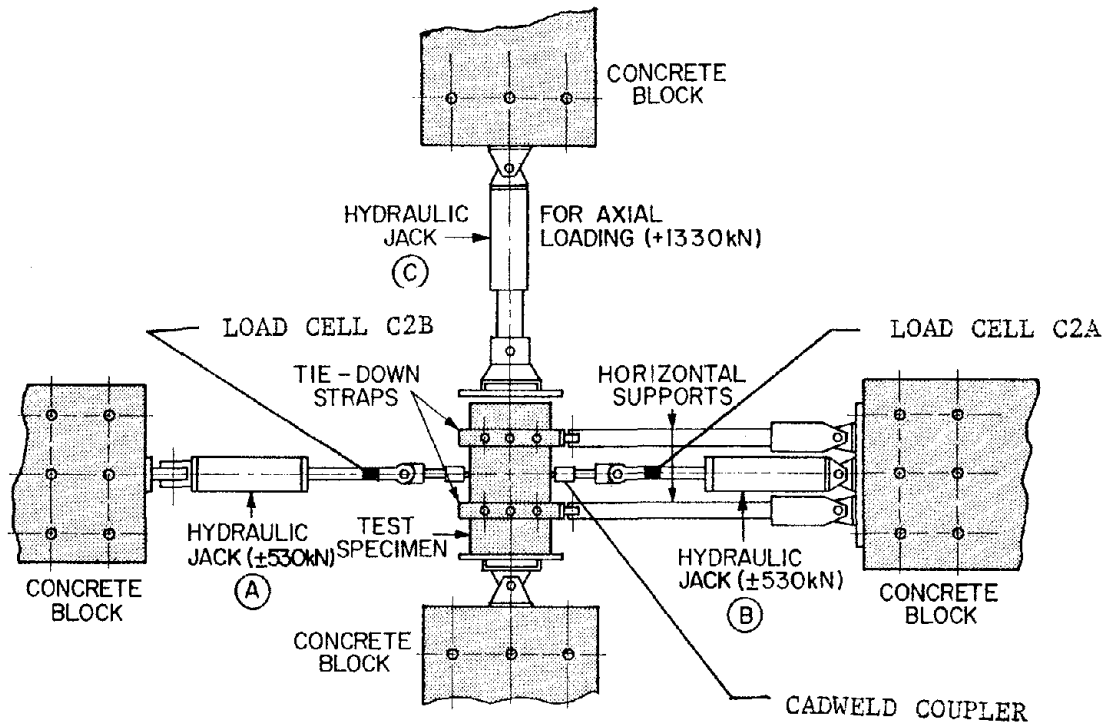 CONCRETE
BLOCK
HYDRAULIC
JACK
C
FOR AXIAL
LOADING (+1330kN)
LOAD CELL C2B
LOAD CELL C2A
TIE-DOWN
STRAPS
HORIZONTAL
SUPPORTS
HYDRAULIC
JACK (±530kN)
A
TEST
SPECIMEN
HYDRAULIC
JACK (±530kN)
B
CONCRETE
BLOCK
CONCRETE
BLOCK
CONCRETE
BLOCK
CADWELD COUPLER